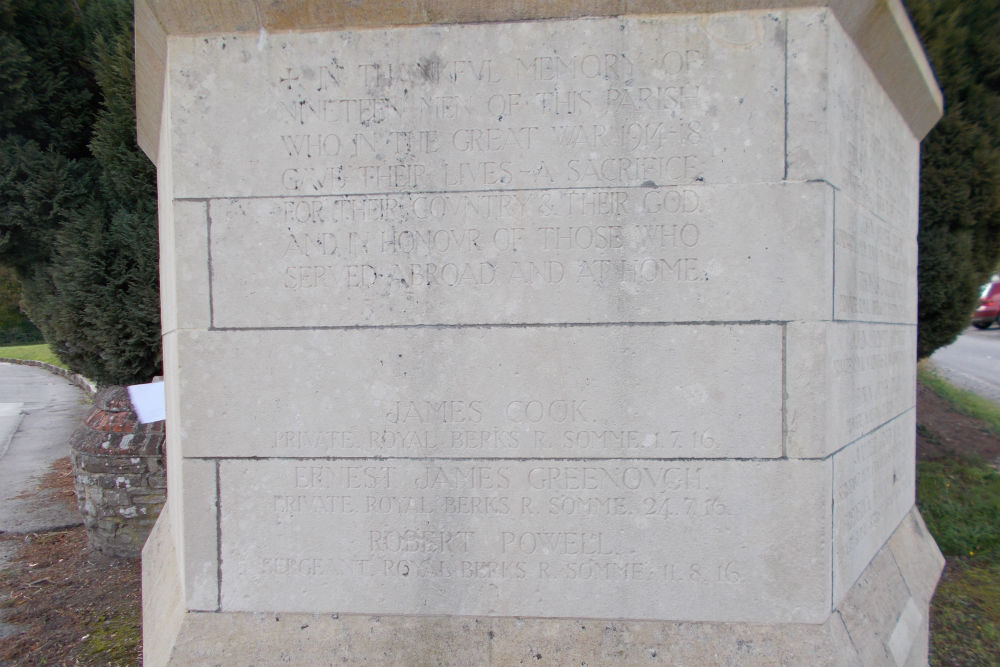 + IN THANKFVL MEMORY OF
NINETEEN MEN OF THIS PARISH
WHO IN THE GREAT WAR 1914-18
GAVE THEIR LIVES - A SACRIFICE
FOR THEIR COVNTRY & THEIR GOD.
AND IN HONOVR OF THOSE WHO
SERVED ABROAD AND AT HOME.
JAMES COOK.
PRIVATE. ROYAL BERKS R. SOMME. 1. 7. 16.
ERNEST JAMES GREENOVGH.
PRIVATE. ROYAL BERKS R. SOMME. 24. 7. 16.
ROBERT POWELL.
SERGEANT. ROYAL BERKS R. SOMME. 11. 8. 16.